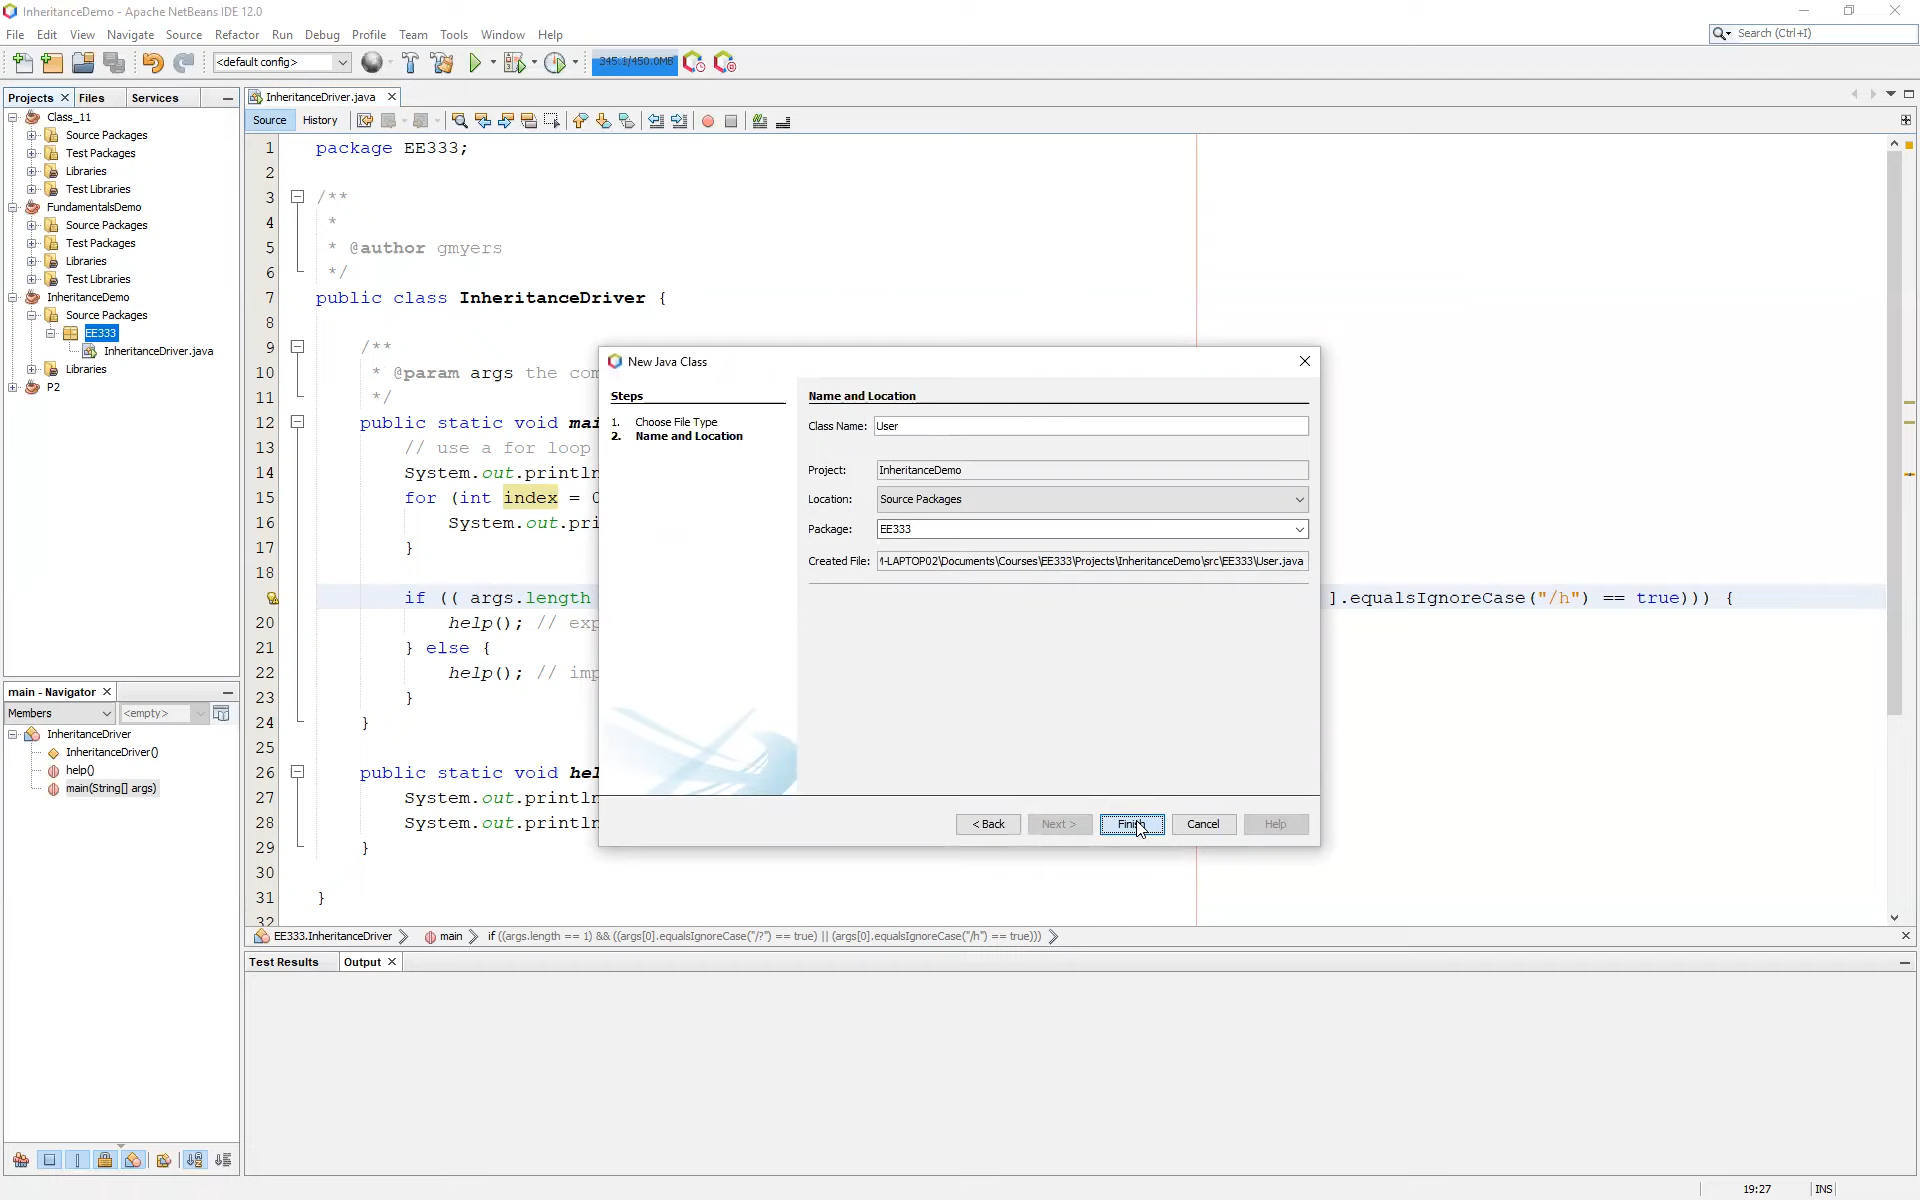 InheritanceDemo - Apache NetBeans IDE 12.0
File Edit View Navigate Source Refactor Run Debug Profile Team Tools Window Help
Search (Ctrl+I)
<default config>
345.1/450.0MB
Projects Files Services
InheritanceDriver.java
Source History
Class_11
Source Packages
Test Packages
Libraries
Test Libraries
FundamentalsDemo
Source Packages
Test Packages
Libraries
Test Libraries
InheritanceDemo
Source Packages
EE333
InheritanceDriver.java
Libraries
P2
1 package EE333;
2
3 /**
4 *
5 * @author gmyers
6 */
7 public class InheritanceDriver {
8
9 /**
10 * @param args the com
11 */
12 public static void mai
13 // use a for loop
14 System.out.println
15 for (int index = 0
16 System.out.pri
17 }
18
if (( args.length ].equalsIgnoreCase("/h") == true))) {
20 help(); // exp
21 } else {
22 help(); // imp
23 }
24 }
25
26 public static void hel
27 System.out.println
28 System.out.println
29 }
30
31 }
32
New Java Class
Steps
1. Choose File Type
2. Name and Location
Name and Location
Class Name: User
Project: InheritanceDemo
Location: Source Packages
Package: EE333
Created File: -LAPTOP02\Documents\Courses\EE333\Projects\InheritanceDemo\src\EE333\User.java
< Back Next > Finish Cancel Help
main - Navigator
Members <empty>
InheritanceDriver
InheritanceDriver()
help()
main(String[] args)
EE333.InheritanceDriver main if ((args.length == 1) && ((args[0].equalsIgnoreCase("/?") == true) || (args[0].equalsIgnoreCase("/h") == true)))
Test Results Output
19:27 INS